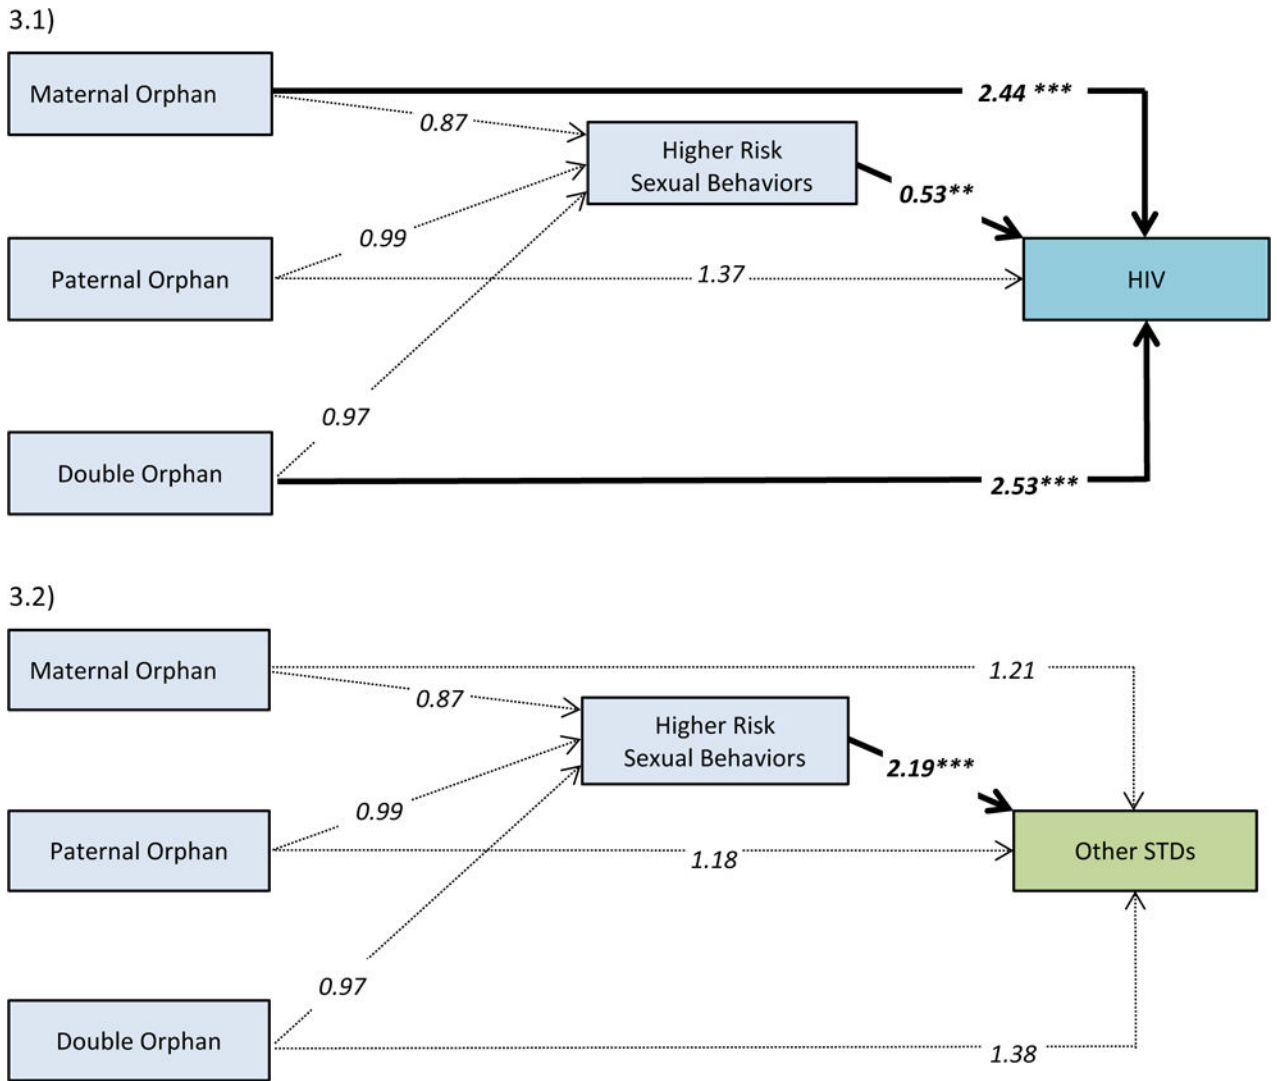 3.1)
Maternal Orphan
2.44 ***
0.87
Higher Risk
Sexual Behaviors
0.53**
0.99
Paternal Orphan
1.37
HIV
0.97
Double Orphan
2.53***
3.2)
Maternal Orphan
1.21
0.87
Higher Risk
Sexual Behaviors
2.19***
0.99
Paternal Orphan
1.18
Other STDs
0.97
Double Orphan
1.38